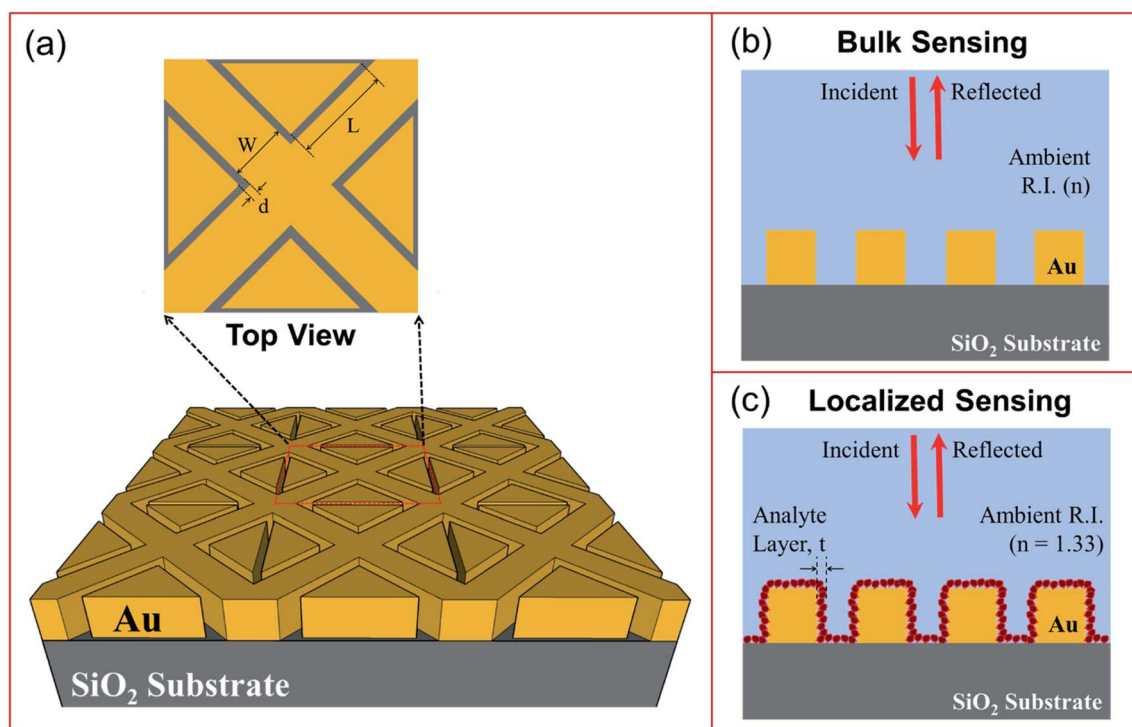 (a)
W
L
d
Top View
Au
SiO₂ Substrate
(b)
Bulk Sensing
Incident
Reflected
Ambient
R.I. (n)
Au
SiO₂ Substrate
(c)
Localized Sensing
Incident
Reflected
Analyte
Layer, t
Ambient R.I.
(n = 1.33)
Au
SiO₂ Substrate